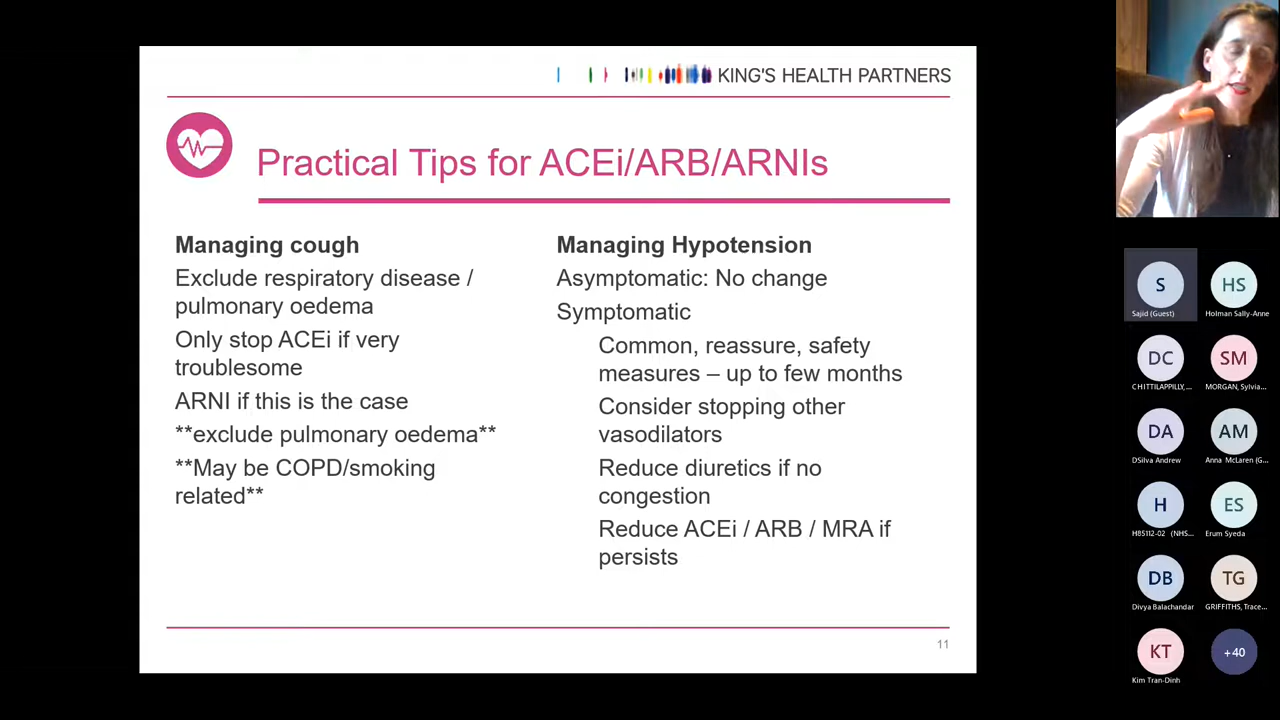 KING'S HEALTH PARTNERS
Practical Tips for ACEi/ARB/ARNIs
Managing cough
Exclude respiratory disease /
pulmonary oedema
Only stop ACEi if very
troublesome
ARNI if this is the case
**exclude pulmonary oedema**
**May be COPD/smoking
related**
Managing Hypotension
Asymptomatic: No change
Symptomatic
Common, reassure, safety
measures – up to few months
Consider stopping other
vasodilators
Reduce diuretics if no
congestion
Reduce ACEi / ARB / MRA if
persists
11
S
Sajid (Guest)
HS
Holman Sally-Anne
DC
CHITTILAPPILLY,...
SM
MORGAN, Sylvia...
DA
DSilva Andrew
AM
Anna McLaren (G...
H
H85112-02 (NHS...
ES
Erum Syeda
DB
Divya Balachandar
TG
GRIFFITHS, Trace...
KT
Kim Tran-Dinh
+40